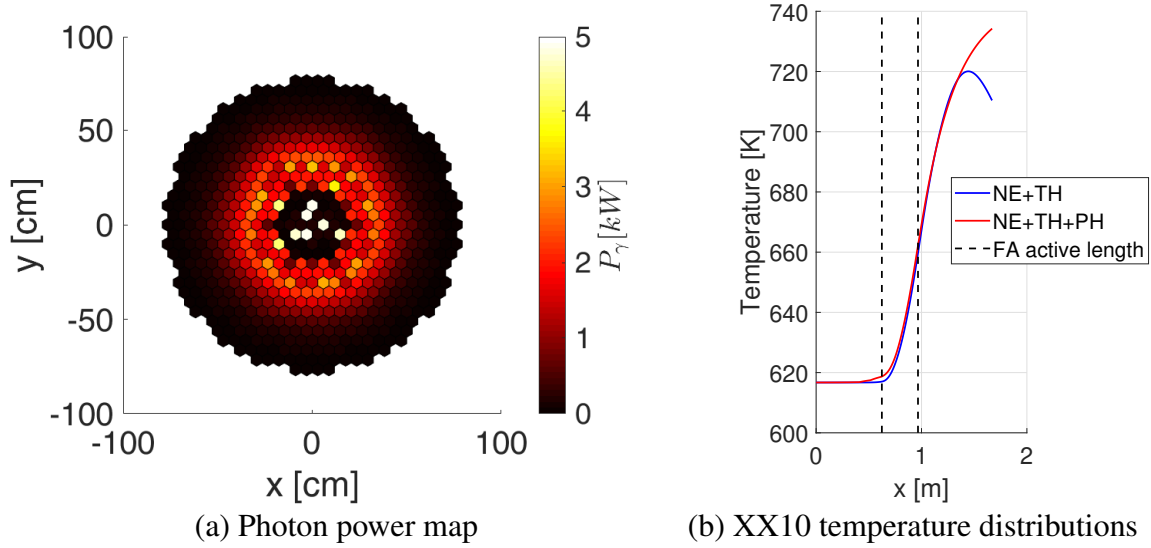 100
50
0
-50
-100
y [cm]
-100
0
100
x [cm]
5
4
3
2
1
0
P_γ [kW]
(a) Photon power map
740
720
700
680
660
640
620
600
Temperature [K]
0
1
2
x [m]
NE+TH
NE+TH+PH
FA active length
(b) XX10 temperature distributions